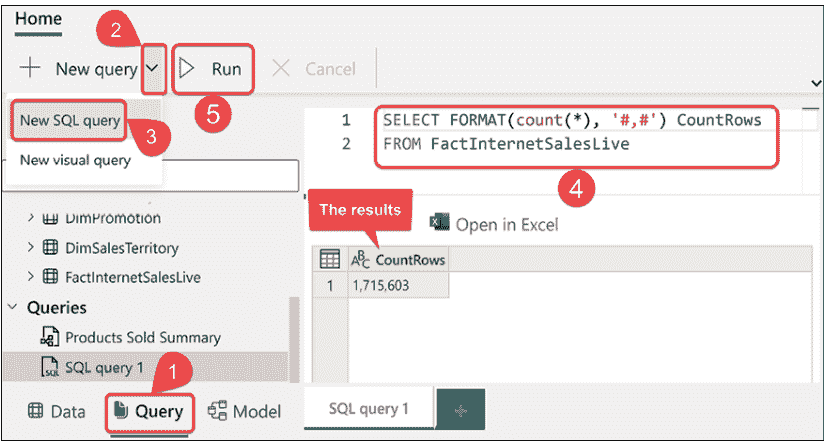 Home
2
New query
Run
Cancel
New SQL query
3
5
New visual query
1 SELECT FORMAT(count(*), '#,#') CountRows
2 FROM FactInternetSalesLive
4
The results
Open in Excel
DimPromotion
DimSalesTerritory
FactInternetSalesLive
Queries
Products Sold Summary
SQL SQL query 1
ABC CountRows
1 1,715,603
1
Data
Query
Model
SQL query 1
+